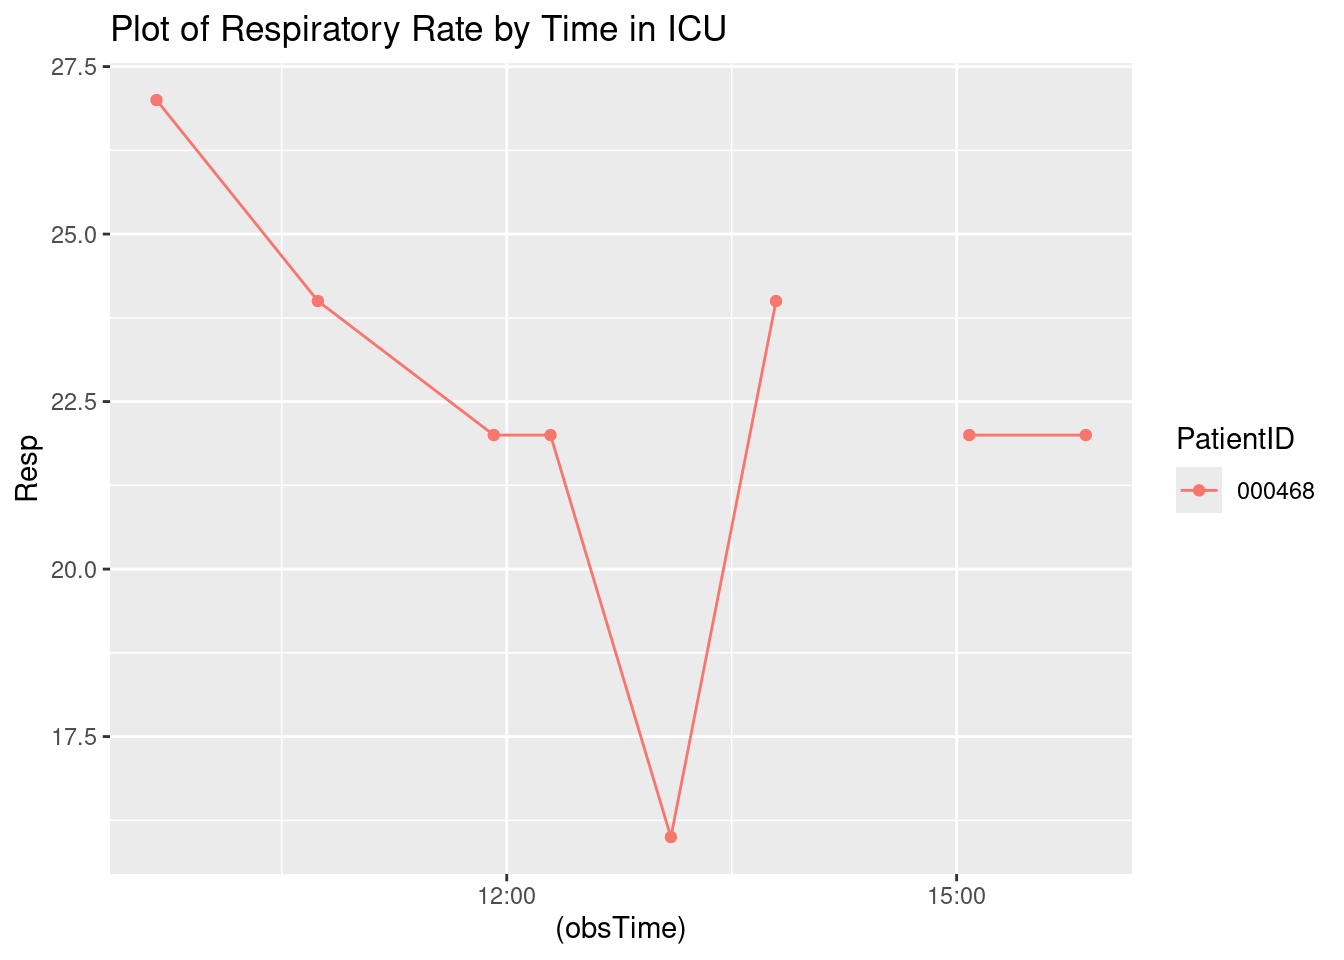 Plot of Respiratory Rate by Time in ICU
27.5
25.0
22.5
20.0
17.5
Resp
12:00
15:00
(obsTime)
PatientID
000468